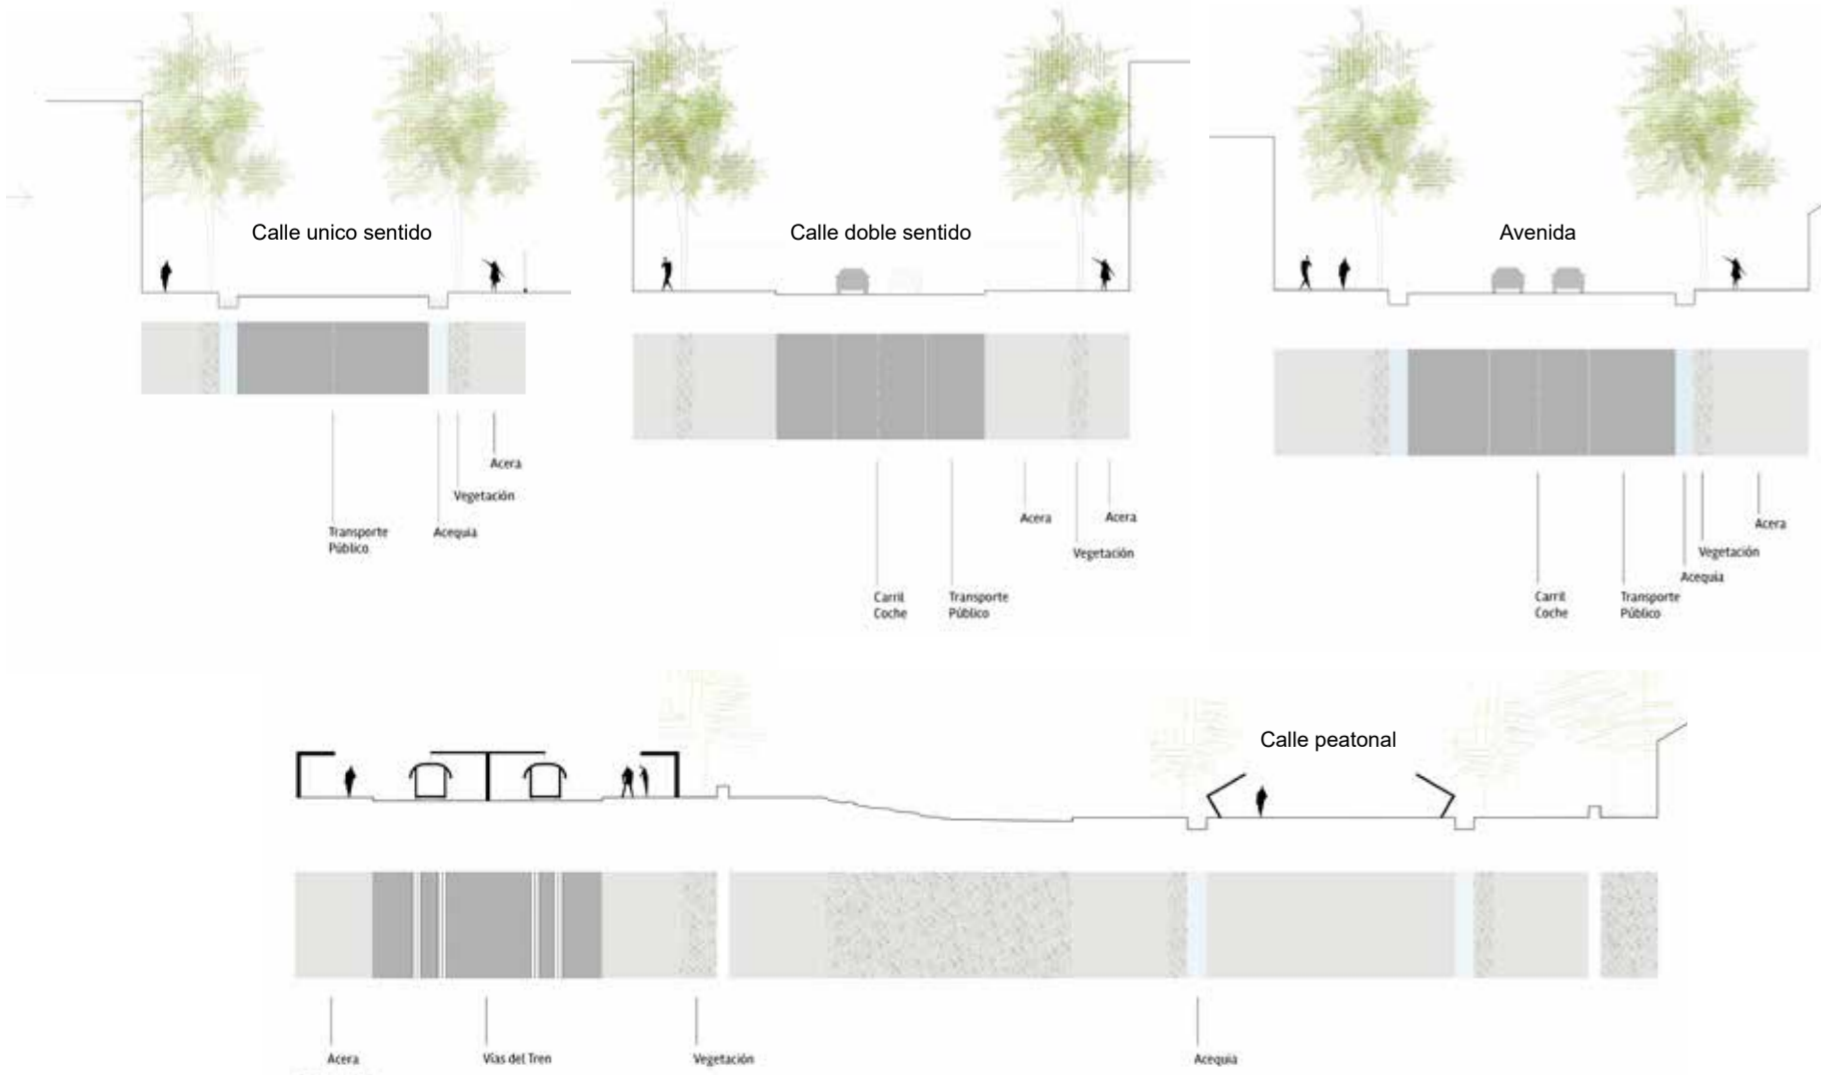 Calle unico sentido
Acera
Vegetación
Transporte
Público
Acequia
Calle doble sentido
Acera
Acera
Vegetación
Carril
Coche
Transporte
Público
Avenida
Acera
Vegetación
Acequia
Carril
Coche
Transporte
Público
Calle peatonal
Acera
Vías del Tren
Vegetación
Acequia